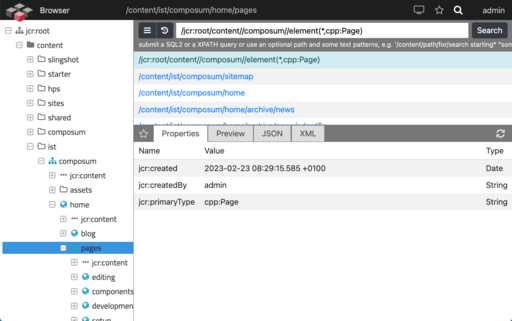 Browser
/content/ist/composum/home/pages
admin
jcr:root
content
slingshot
starter
hps
sites
shared
composum
ist
composum
jcr:content
assets
home
jcr:content
blog
pages
jcr:content
editing
components
developmen
/jcr:root/content//composum//element(*,cpp:Page)
Search
submit a SQL2 or a XPATH query or use an optional path and some text patterns, e.g. '/content/path/for/search starting* "som
/jcr:root/content//composum//element(*,cpp:Page)
/content/ist/composum/sitemap
/content/ist/composum/home
/content/ist/composum/home/archive/news
Properties
Preview
JSON
XML
Name Value Type
jcr:created 2023-02-23 08:29:15.585 +0100 Date
jcr:createdBy admin String
jcr:primaryType cpp:Page String